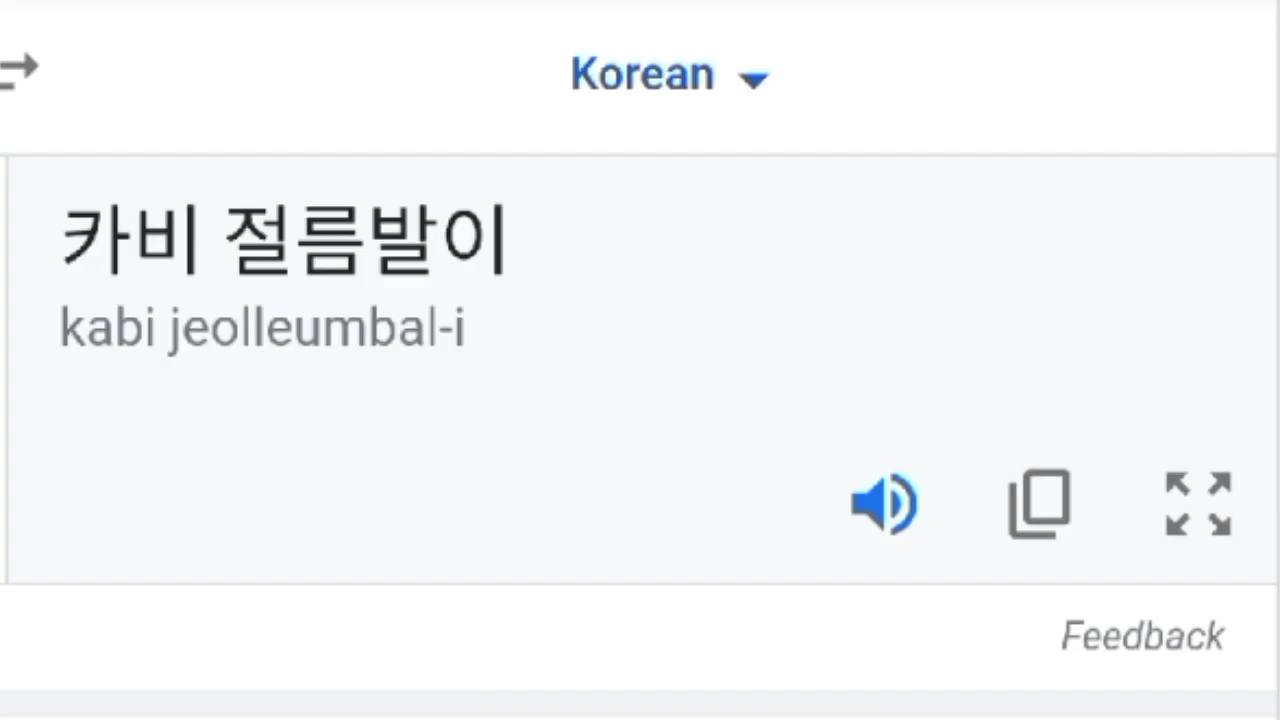 Korean
카비 절름발이
kabi jeolleumbal-i
Feedback